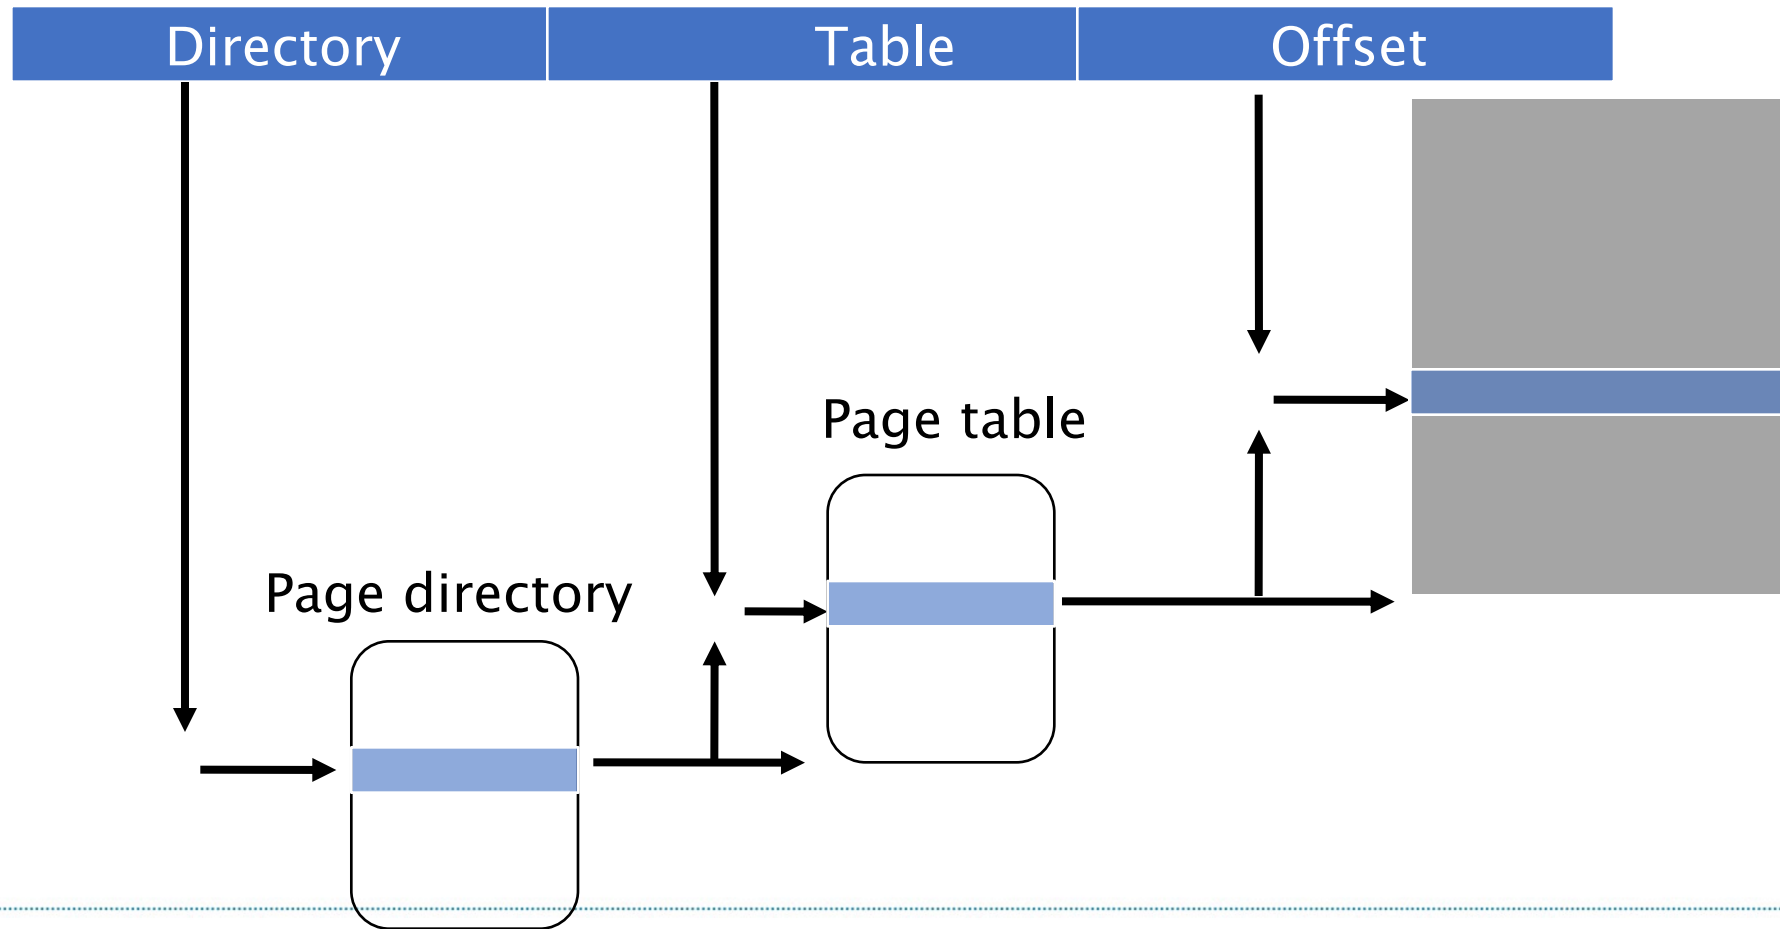 Directory
Table
Offset
Page table
Page directory